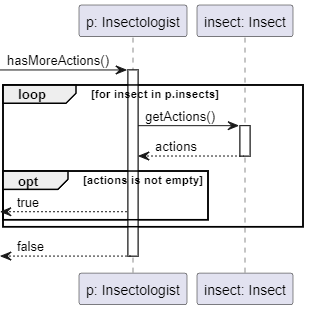 p: Insectologist insect: Insect
hasMoreActions()
loop [for insect in p.insects]
getActions()
actions
opt [actions is not empty]
true
false
p: Insectologist insect: Insect